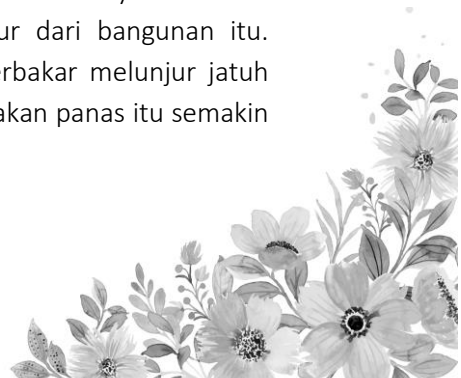 ur dari bangunan itu.
erbakar melunjur jatuh
akan panas itu semakin